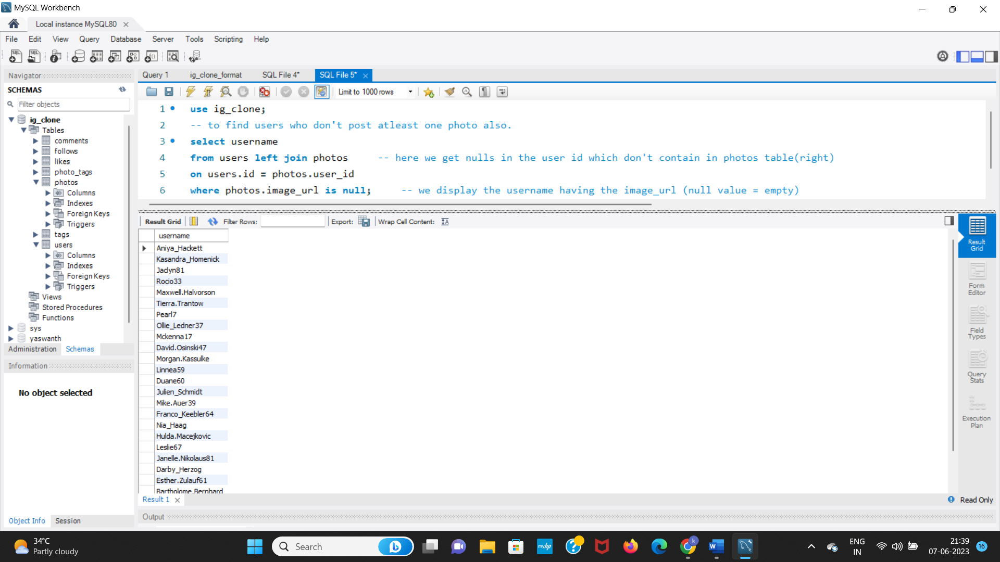 MySQL Workbench
Local instance MySQL80
File Edit View Query Database Server Tools Scripting Help
Navigator
SCHEMAS
Filter objects
ig_clone
Tables
comments
follows
likes
photo_tags
photos
Columns
Indexes
Foreign Keys
Triggers
tags
users
Columns
Indexes
Foreign Keys
Triggers
Views
Stored Procedures
Functions
sys
yaswanth
Administration Schemas
Information
No object selected
Object Info Session
Query 1 ig_clone_format SQL File 4* SQL File 5*
Limit to 1000 rows
1 use ig_clone;
2 -- to find users who don't post atleast one photo also.
3 select username
4 from users left join photos -- here we get nulls in the user id which don't contain in photos table(right)
5 on users.id = photos.user_id
6 where photos.image_url is null; -- we display the username having the image_url (null value = empty)
Result Grid Filter Rows: Export: Wrap Cell Content:
username
Aniya_Hackett
Kasandra_Homenick
Jaclyn81
Rocio33
Maxwell.Halvorson
Tierra.Trantow
Pearl7
Ollie_Ledner37
Mckenna17
David.Osinski47
Morgan.Kassulke
Linnea59
Duane60
Julien_Schmidt
Mike.Auer39
Franco_Keebler64
Nia_Haag
Hulda.Macejkovic
Leslie67
Janelle.Nikolaus81
Darby_Herzog
Esther.Zulauf61
Bartholome.Bernhard
Result 1
Read Only
Output
Result
Grid
Form
Editor
Field
Types
Query
Stats
Execution
Plan
34°C
Partly cloudy
Search
myhp
ENG
IN
21:39
07-06-2023
16